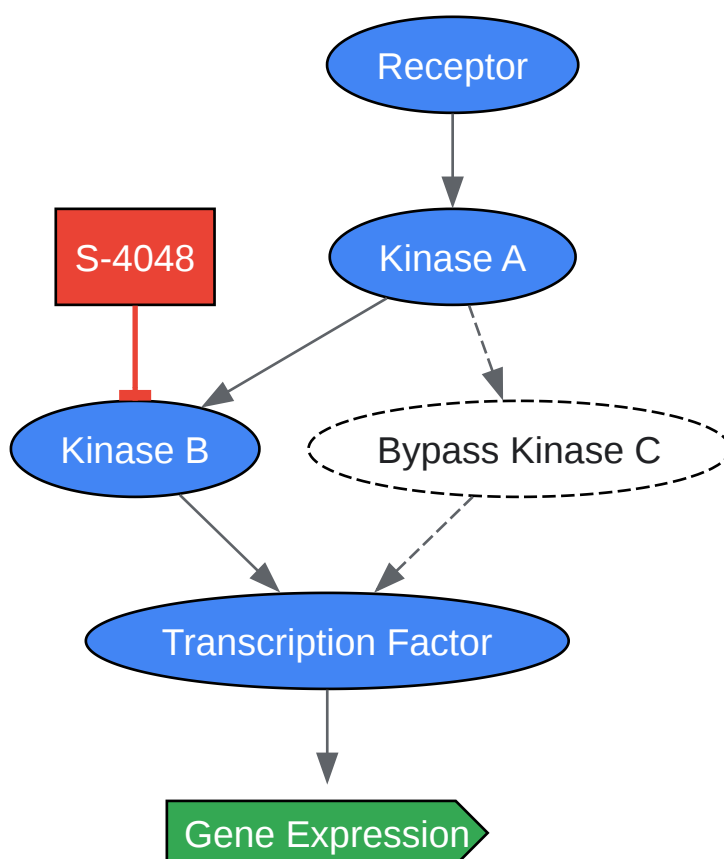 Receptor
S-4048
Kinase A
Kinase B
Bypass Kinase C
Transcription Factor
Gene Expression